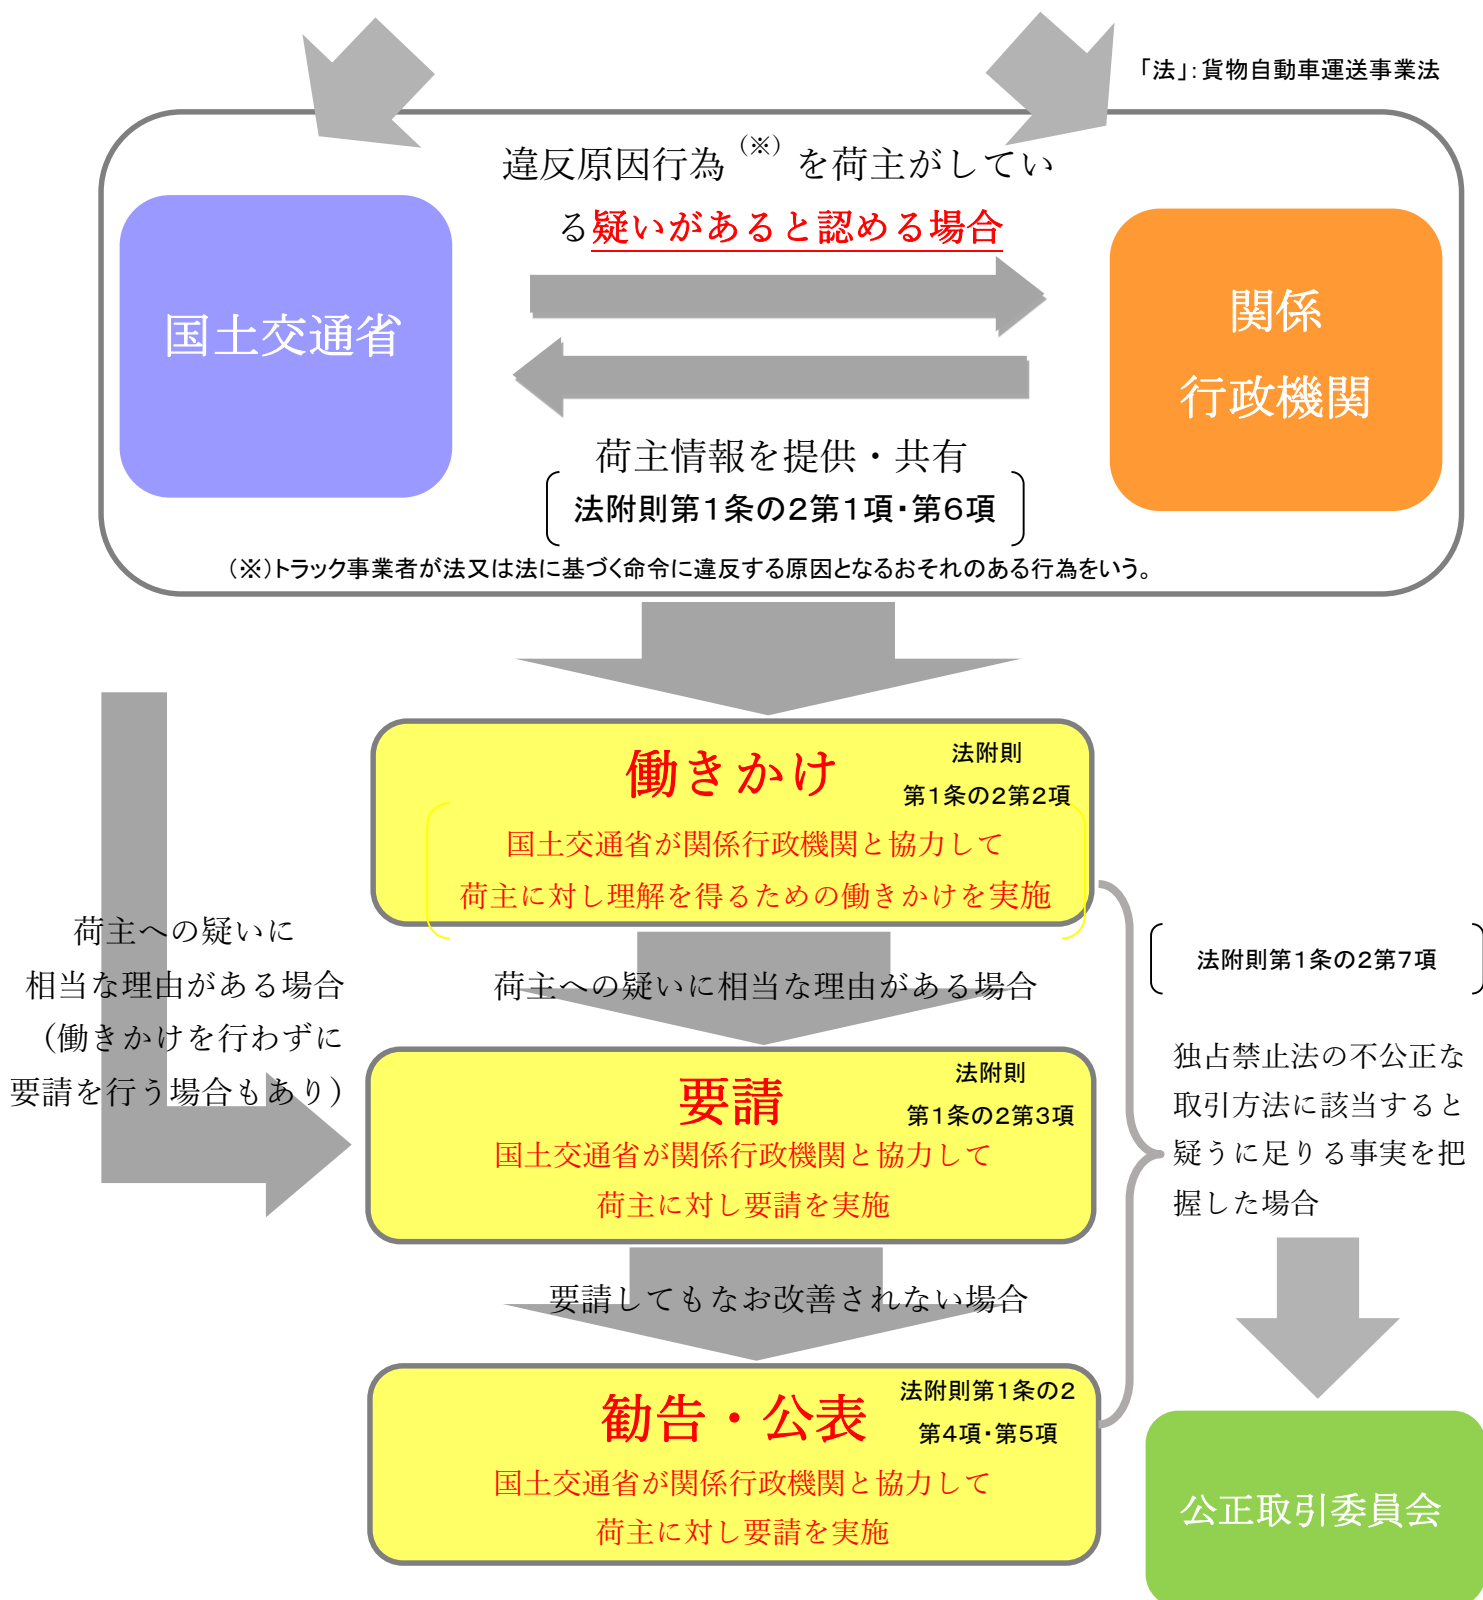 「法」：貨物自動車運送事業法
違反原因行為（※）を荷主がしてい
る疑いがあると認める場合
国土交通省
関係
行政機関
荷主情報を提供・共有
法附則第１条の２第１項・第６項
（※）トラック事業者が法又は法に基づく命令に違反する原因となるおそれのある行為をいう。
働きかけ
法附則
第１条の２第２項
国土交通省が関係行政機関と協力して
荷主に対し理解を得るための働きかけを実施
荷主への疑いに
相当な理由がある場合
（働きかけを行わずに
要請を行う場合もあり）
荷主への疑いに相当な理由がある場合
法附則第１条の２第７項
要請
法附則
第１条の２第３項
国土交通省が関係行政機関と協力して
荷主に対し要請を実施
独占禁止法の不公正な
取引方法に該当すると
疑うに足りる事実を把
握した場合
要請してもなお改善されない場合
勧告・公表
法附則第１条の２
第４項・第５項
国土交通省が関係行政機関と協力して
荷主に対し要請を実施
公正取引委員会